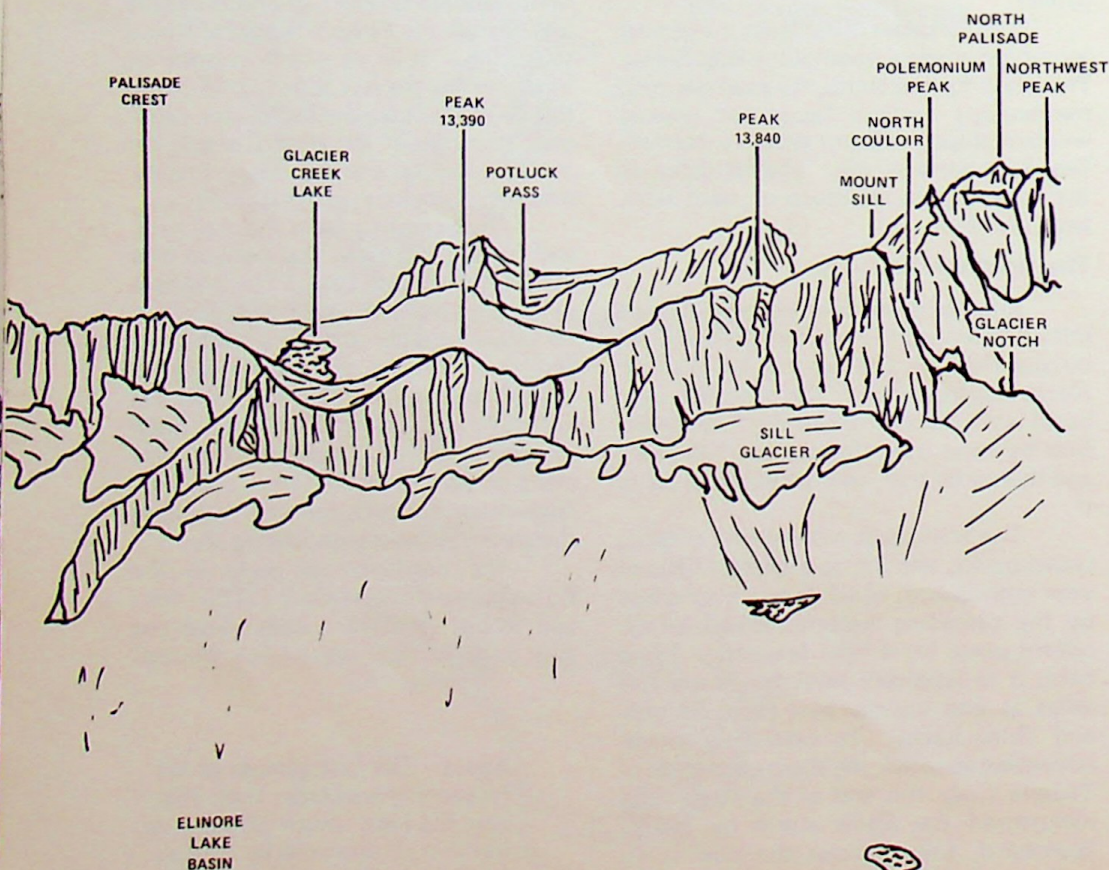 NORTH
PALISADE
POLEMONIUM
PEAK
NORTHWEST
PEAK
PALISADE
CREST
PEAK
13,390
PEAK
13,840
NORTH
COULOIR
GLACIER
CREEK
LAKE
POTLUCK
PASS
MOUNT
SILL
GLACIER
NOTCH
SILL
GLACIER
ELINORE
LAKE
BASIN